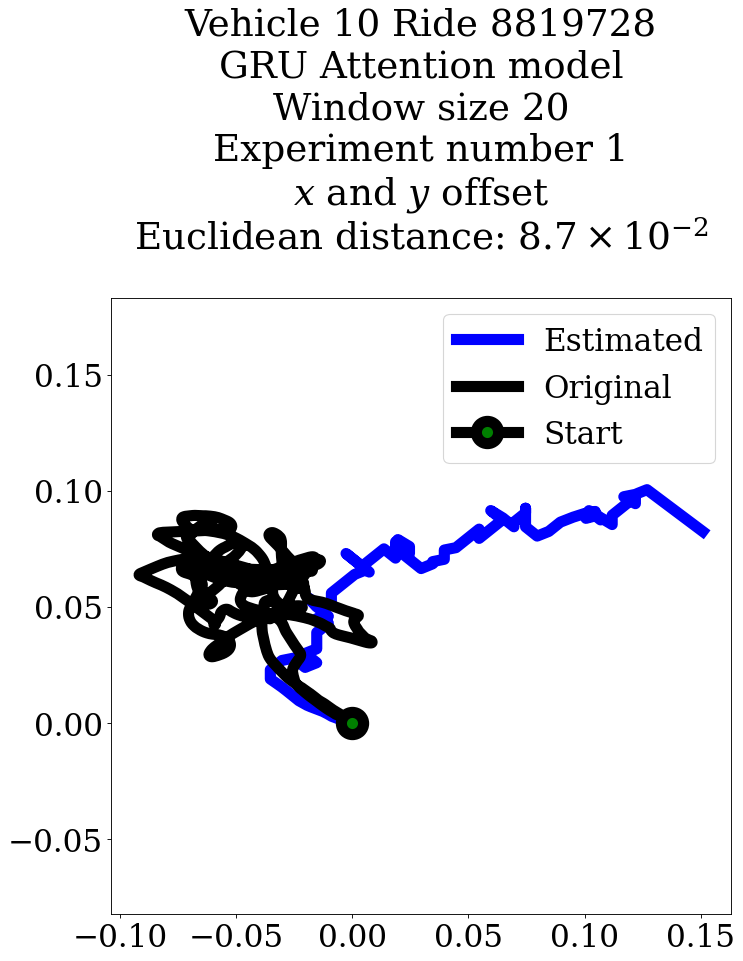 Vehicle 10 Ride 8819728
GRU Attention model
Window size 20
Experiment number 1
x and y offset
Euclidean distance: 8.7 × 10⁻²
Estimated
Original
Start
0.15
0.10
0.05
0.00
−0.05
−0.10 −0.05 0.00 0.05 0.10 0.15